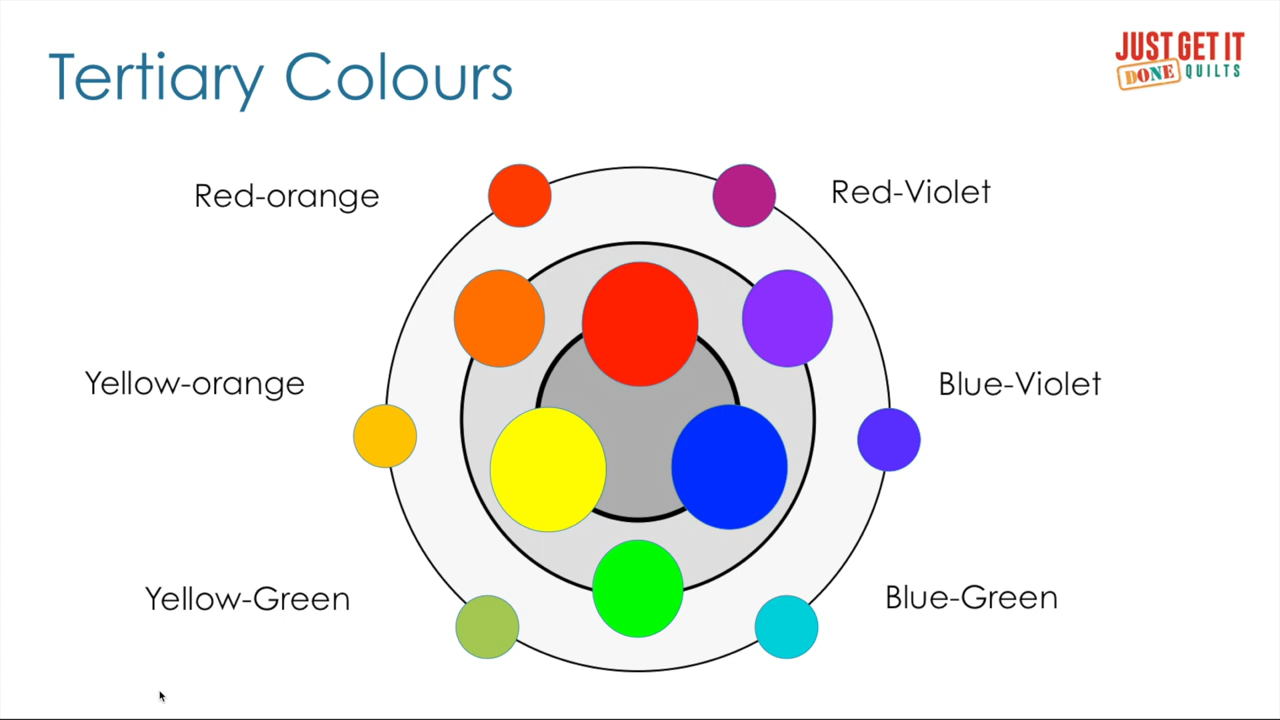 Tertiary Colours
JUST GET IT
DONE QUILTS
Red-orange
Red-Violet
Yellow-orange
Blue-Violet
Yellow-Green
Blue-Green